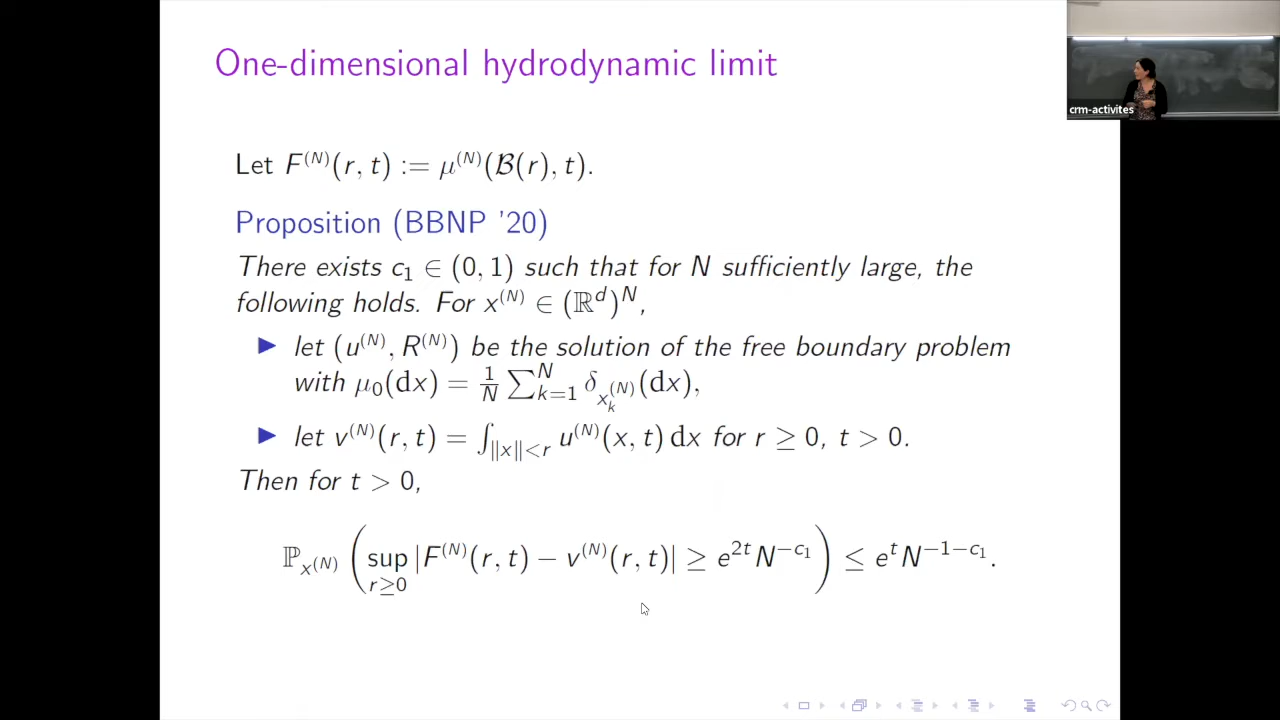 One-dimensional hydrodynamic limit
crm-activites
Let F^(N)(r, t) := μ^(N)(ℬ(r), t).
Proposition (BBNP '20)
There exists c₁ ∈ (0, 1) such that for N sufficiently large, the
following holds. For x^(N) ∈ (ℝ^d)^N,
▶ let (u^(N), R^(N)) be the solution of the free boundary problem
with μ₀(dx) = 1/N ∑_{k=1}^N δ_{x_k^(N)}(dx),
▶ let v^(N)(r, t) = ∫_{‖x‖<r} u^(N)(x, t) dx for r ≥ 0, t > 0.
Then for t > 0,
ℙ_{x^(N)} ( sup_{r≥0} |F^(N)(r, t) − v^(N)(r, t)| ≥ e^{2t} N^{−c₁} ) ≤ e^t N^{−1−c₁}.